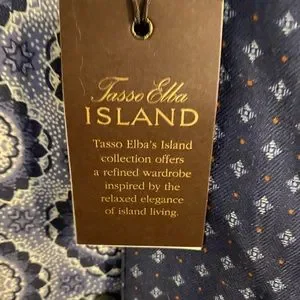 Tasso Elba
ISLAND
Tasso Elba's Island
collection offers
a refined wardrobe
inspired by the
relaxed elegance
of island living.